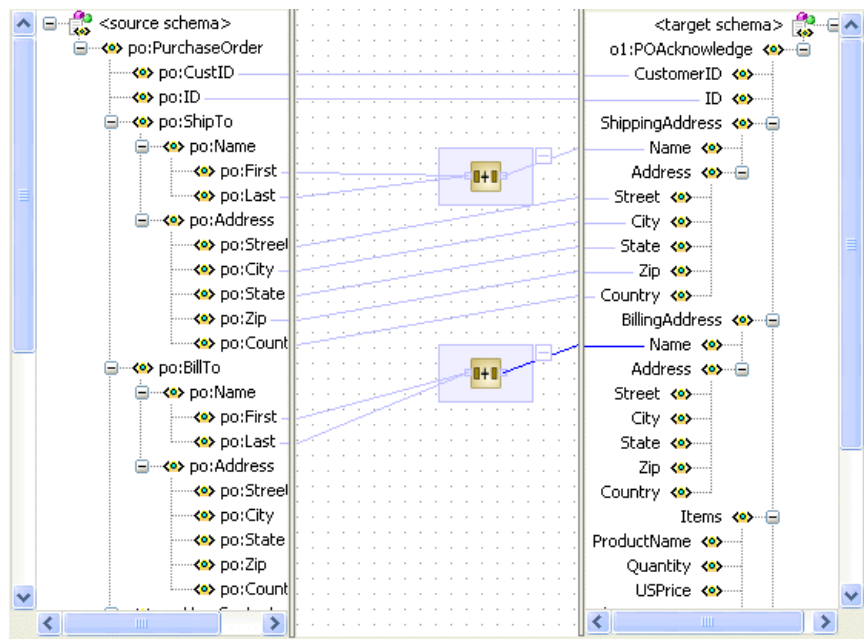 <source schema>
po:PurchaseOrder
po:CustID
po:ID
po:ShipTo
po:Name
po:First
po:Last
po:Address
po:Street
po:City
po:State
po:Zip
po:Count
po:BillTo
po:Name
po:First
po:Last
po:Address
po:Street
po:City
po:State
po:Zip
po:Count
<target schema>
o1:POAcknowledge
CustomerID
ID
ShippingAddress
Name
Address
Street
City
State
Zip
Country
BillingAddress
Name
Address
Street
City
State
Zip
Country
Items
ProductName
Quantity
USPrice